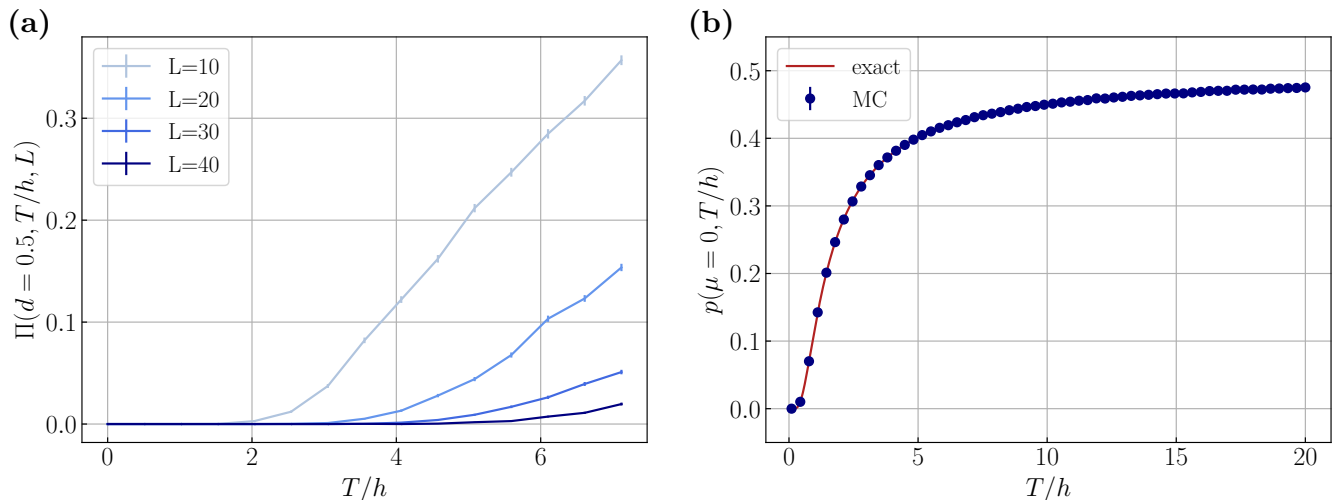 (a)
L=10
L=20
L=30
L=40
0.3
0.2
0.1
0.0
Π(d = 0.5, T/h, L)
0 2 4 6
T/h
(b)
exact
MC
0.5
0.4
0.3
0.2
0.1
0.0
p(μ = 0, T/h)
0 5 10 15 20
T/h